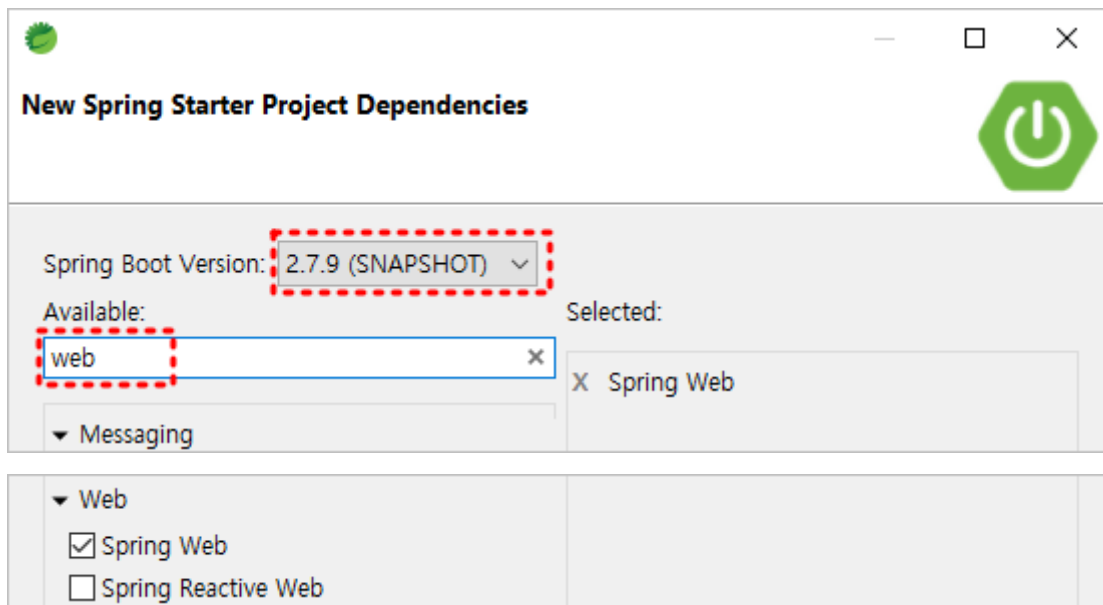 New Spring Starter Project Dependencies
Spring Boot Version: 2.7.9 (SNAPSHOT)
Available:
Selected:
web
X Spring Web
Messaging
Web
Spring Web
Spring Reactive Web